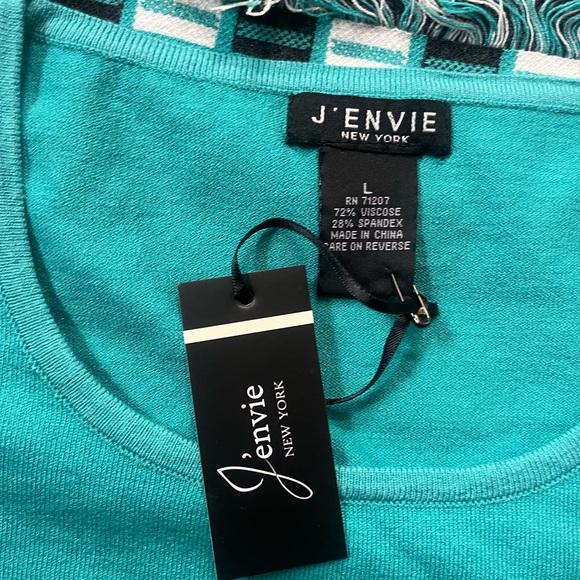 J'ENVIE
NEW YORK
L
RN 71207
72% VISCOSE
28% SPANDEX
MADE IN CHINA
CARE ON REVERSE
J'envie
NEW YORK